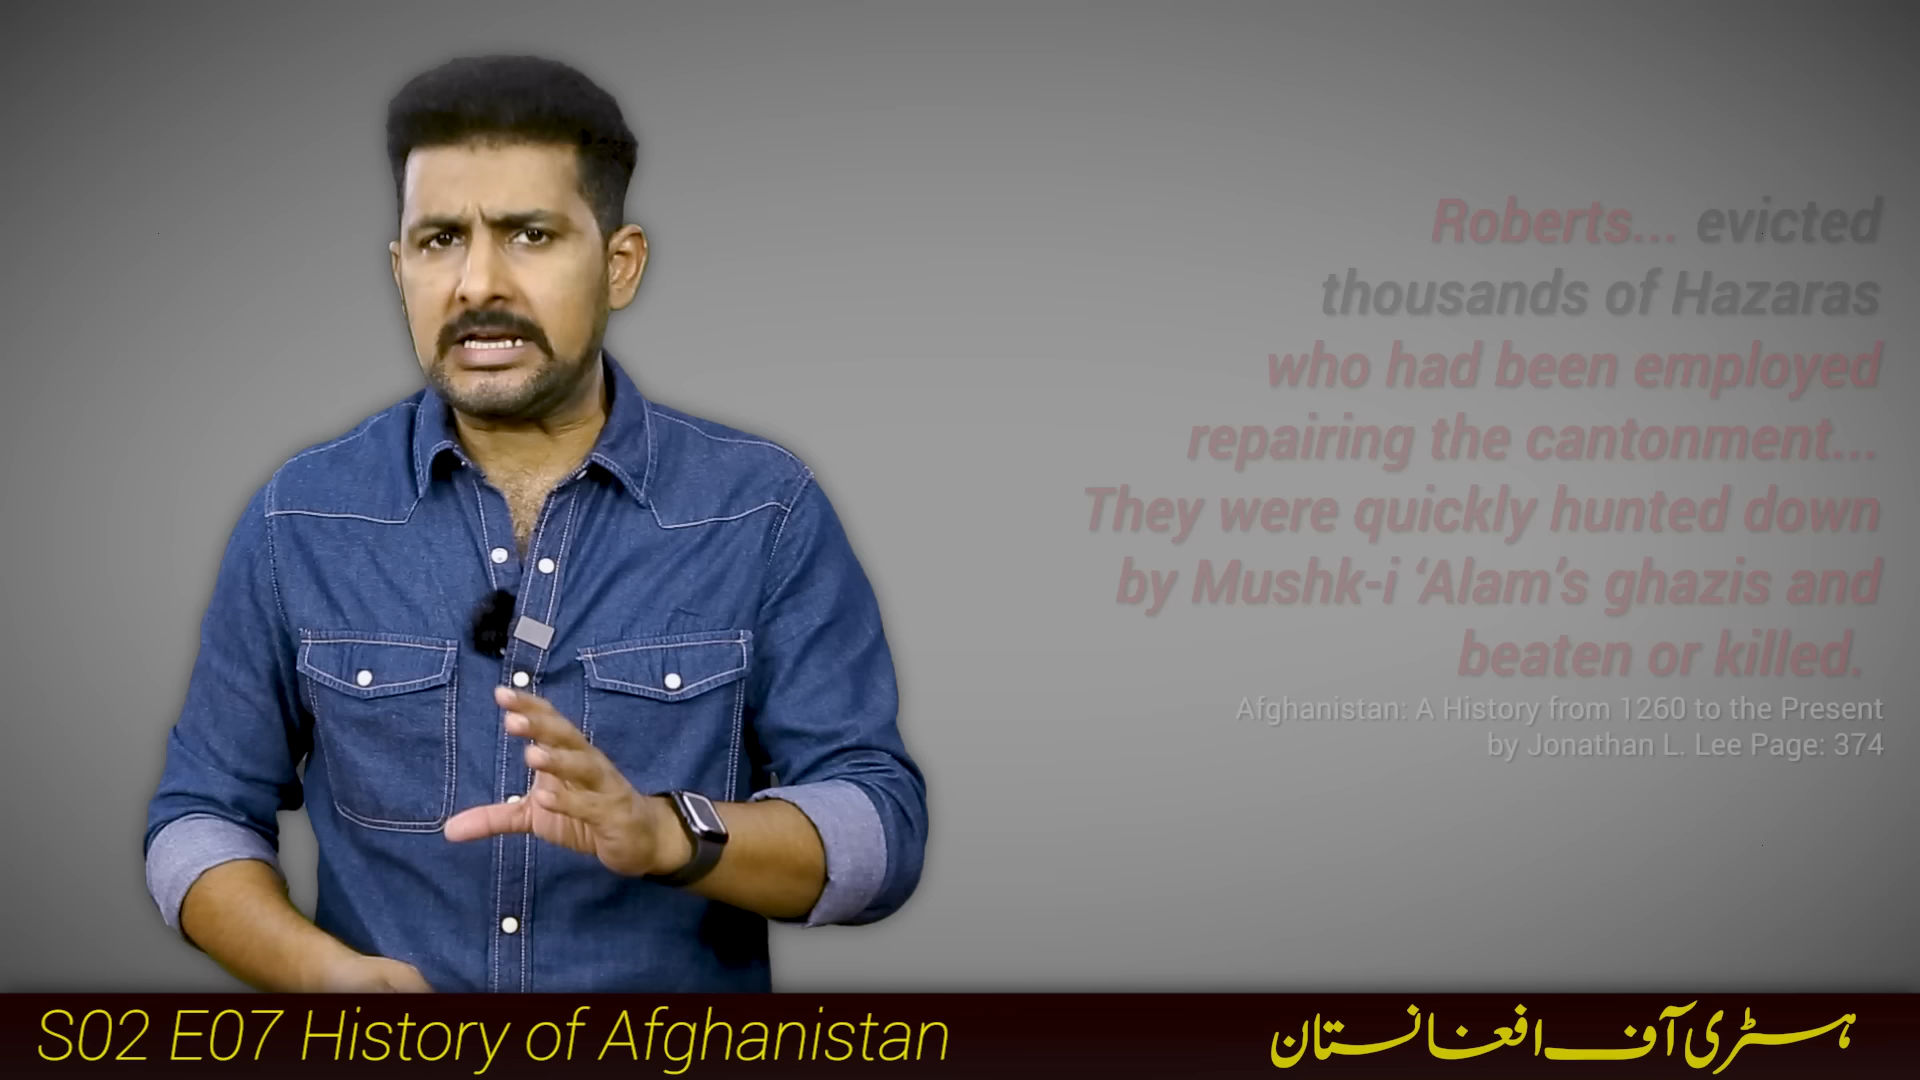 Roberts... evicted
thousands of Hazaras
who had been employed
repairing the cantonment...
They were quickly hunted down
by Mushk-i ‘Alam’s ghazis and
beaten or killed.
Afghanistan: A History from 1260 to the Present
by Jonathan L. Lee Page: 374
S02 E07 History of Afghanistan
ہسٹری آف افغانستان